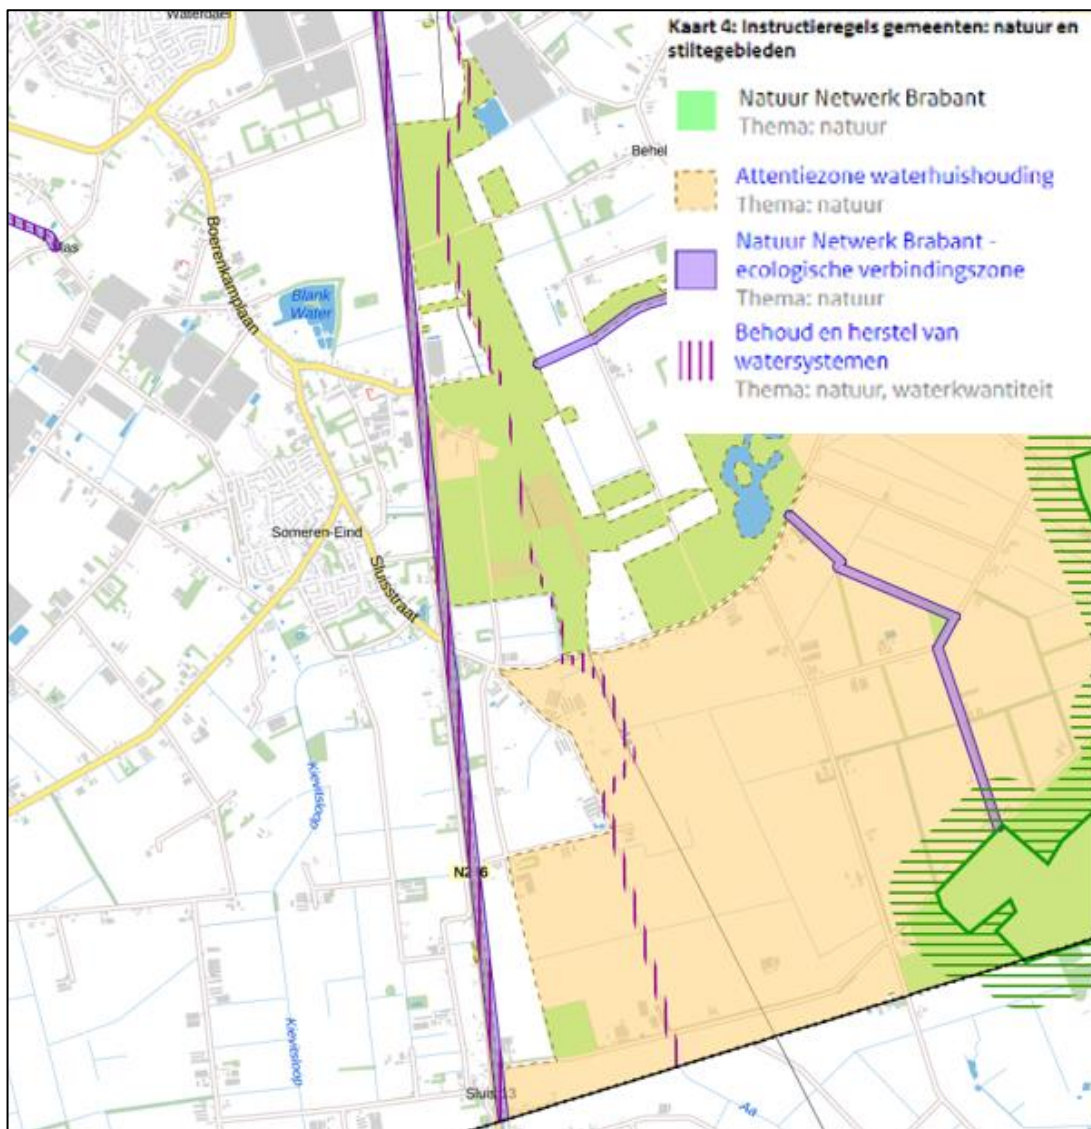 Waterdael
Kaart 4: Instructieregels gemeenten: natuur en
stiltegebieden
Natuur Netwerk Brabant
Thema: natuur
Attentiezone waterhuishouding
Thema: natuur
Natuur Netwerk Brabant -
ecologische verbindingszone
Thema: natuur
Behoud en herstel van
watersystemen
Thema: natuur, waterkwantiteit
Behel
Boerenkamplaan
Blank
Water
Someren-Eind
Sluisstraat
Kievitsloop
Kievitsloop
Aa